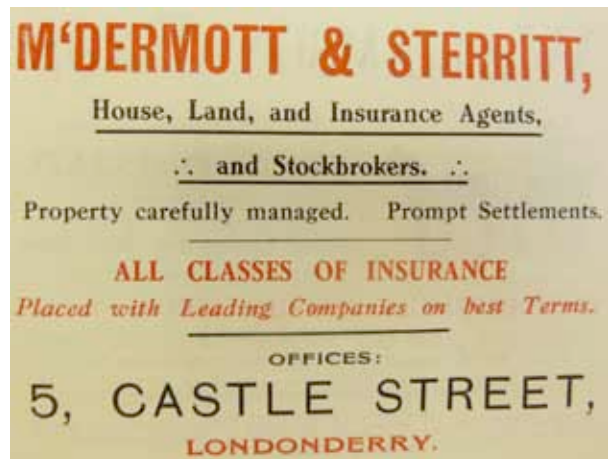 M‘DERMOTT & STERRITT,
House, Land, and Insurance Agents,
∴ and Stockbrokers. ∴
Property carefully managed. Prompt Settlements.
ALL CLASSES OF INSURANCE
Placed with Leading Companies on best Terms.
OFFICES:
5, CASTLE STREET,
LONDONDERRY.